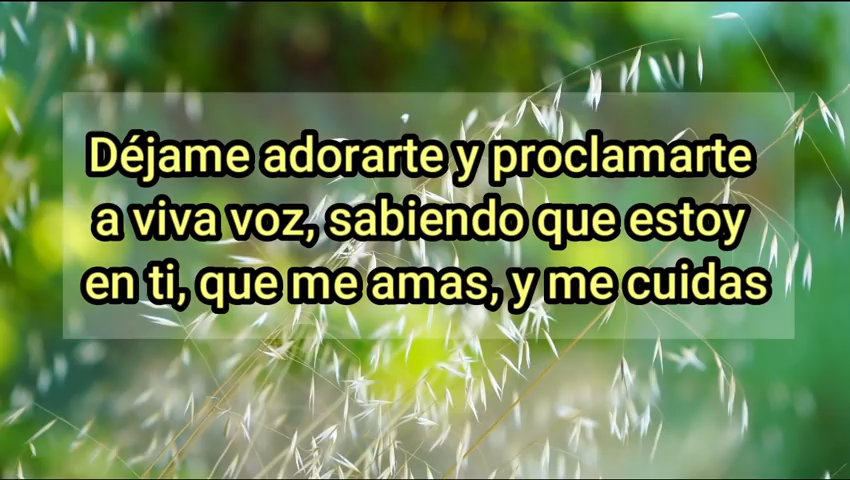 Déjame adorarte y proclamarte
a viva voz, sabiendo que estoy
en ti, que me amas, y me cuidas